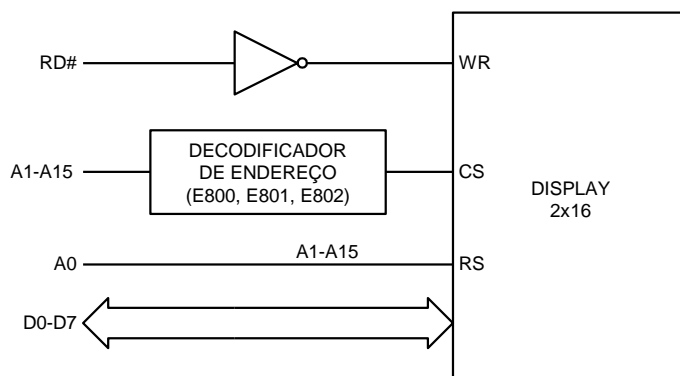 RD#
WR
DECODIFICADOR
DE ENDEREÇO
(E800, E801, E802)
A1-A15
CS
DISPLAY
2x16
A1-A15
A0
RS
D0-D7